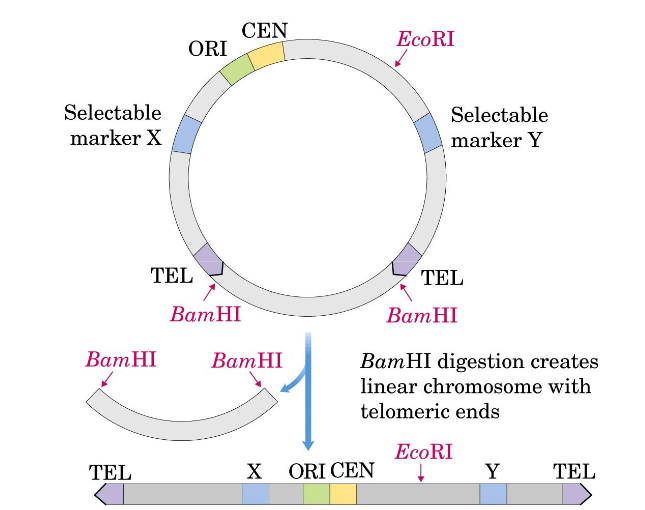 CEN
ORI
EcoRI
Selectable
marker X
Selectable
marker Y
TEL
TEL
BamHI
BamHI
BamHI
BamHI
BamHI digestion creates
linear chromosome with
telomeric ends
EcoRI
TEL X ORI CEN Y TEL